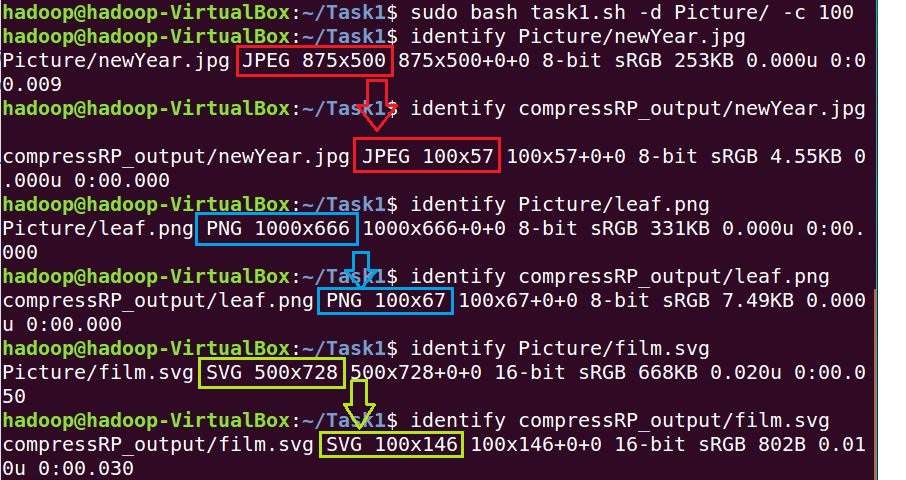 hadoop@hadoop-VirtualBox:~/Task1$ sudo bash task1.sh -d Picture/ -c 100
hadoop@hadoop-VirtualBox:~/Task1$ identify Picture/newYear.jpg
Picture/newYear.jpg JPEG 875x500 875x500+0+0 8-bit sRGB 253KB 0.000u 0:0
0.009
hadoop@hadoop-VirtualBox:~/Task1$ identify compressRP_output/newYear.jpg
compressRP_output/newYear.jpg JPEG 100x57 100x57+0+0 8-bit sRGB 4.55KB 0
.000u 0:00.000
hadoop@hadoop-VirtualBox:~/Task1$ identify Picture/leaf.png
Picture/leaf.png PNG 1000x666 1000x666+0+0 8-bit sRGB 331KB 0.000u 0:00.
000
hadoop@hadoop-VirtualBox:~/Task1$ identify compressRP_output/leaf.png
compressRP_output/leaf.png PNG 100x67 100x67+0+0 8-bit sRGB 7.49KB 0.000
u 0:00.000
hadoop@hadoop-VirtualBox:~/Task1$ identify Picture/film.svg
Picture/film.svg SVG 500x728 500x728+0+0 16-bit sRGB 668KB 0.020u 0:00.0
50
hadoop@hadoop-VirtualBox:~/Task1$ identify compressRP_output/film.svg
compressRP_output/film.svg SVG 100x146 100x146+0+0 16-bit sRGB 802B 0.01
0u 0:00.030